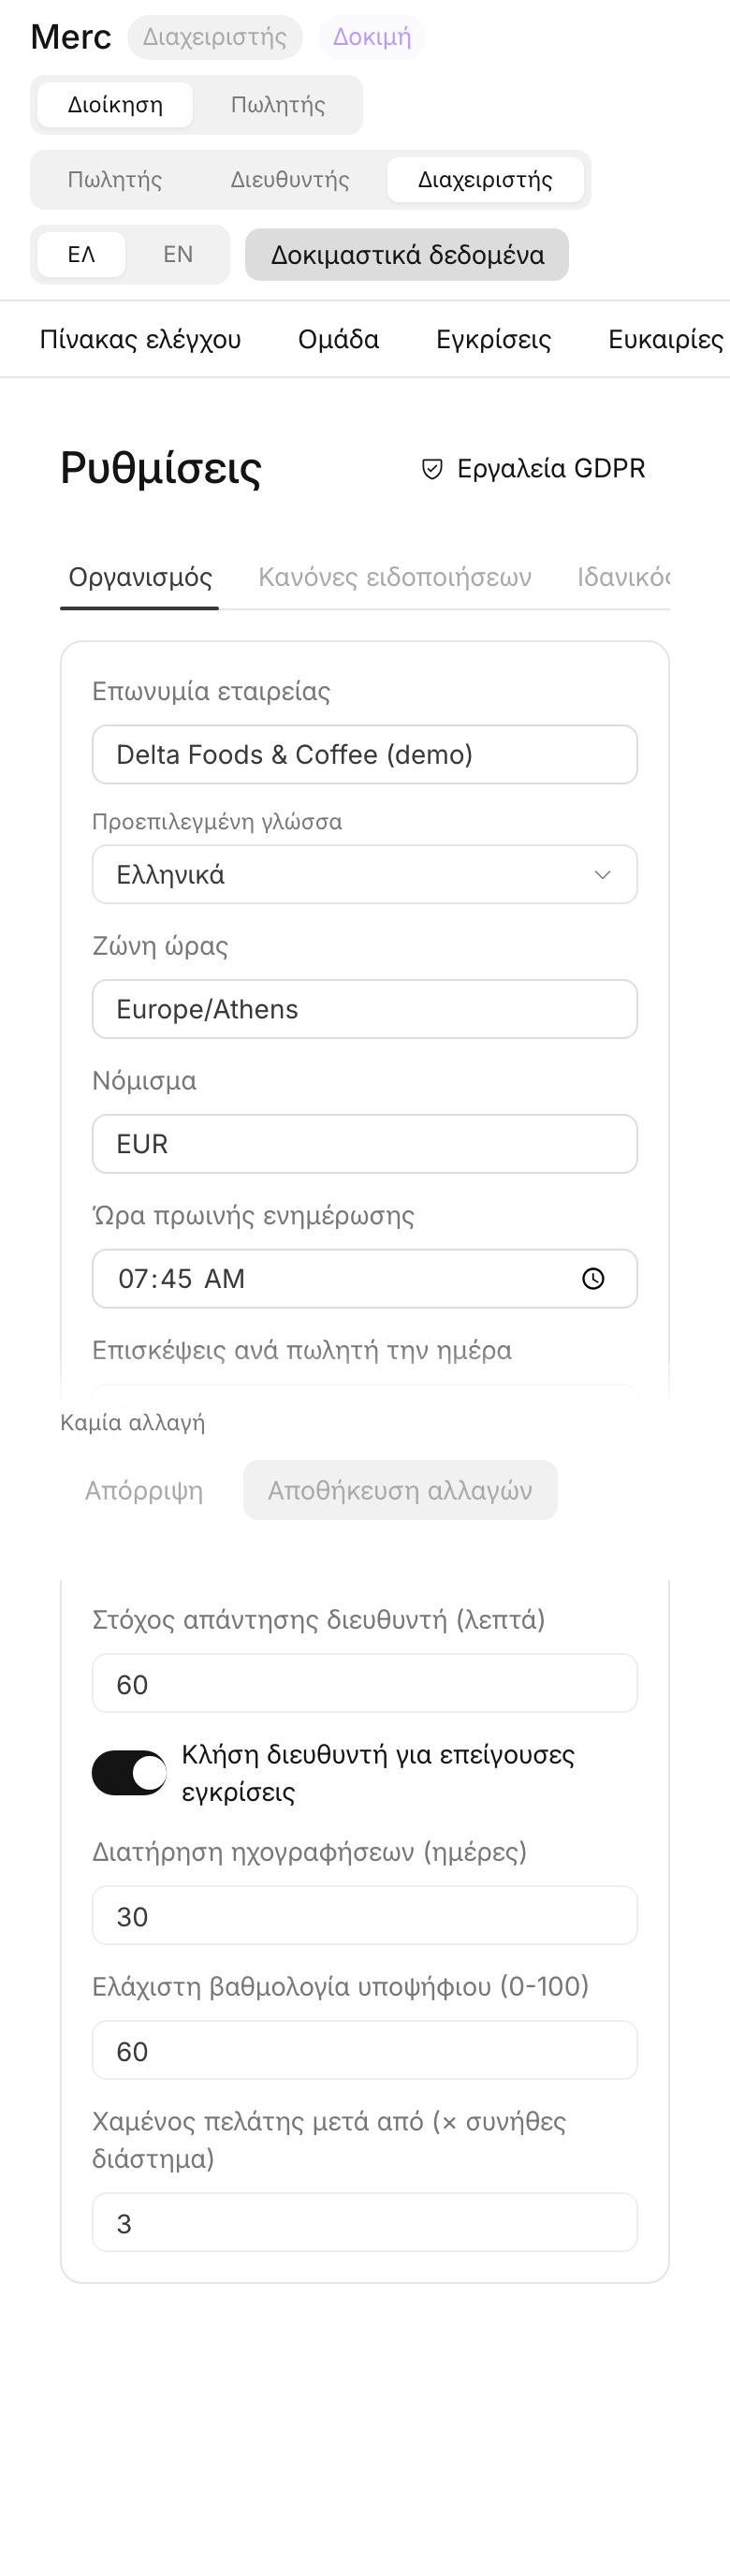 Merc Διαχειριστής Δοκιμή
Διοίκηση Πωλητής
Πωλητής Διευθυντής Διαχειριστής
ΕΛ EN Δοκιμαστικά δεδομένα
Πίνακας ελέγχου Ομάδα Εγκρίσεις Ευκαιρίες
Ρυθμίσεις Εργαλεία GDPR
Οργανισμός Κανόνες ειδοποιήσεων Ιδανικός
Επωνυμία εταιρείας
Delta Foods & Coffee (demo)
Προεπιλεγμένη γλώσσα
Ελληνικά
Ζώνη ώρας
Europe/Athens
Νόμισμα
EUR
Ώρα πρωινής ενημέρωσης
07:45 AM
Επισκέψεις ανά πωλητή την ημέρα
Καμία αλλαγή
Απόρριψη Αποθήκευση αλλαγών
Στόχος απάντησης διευθυντή (λεπτά)
60
Κλήση διευθυντή για επείγουσες
εγκρίσεις
Διατήρηση ηχογραφήσεων (ημέρες)
30
Ελάχιστη βαθμολογία υποψήφιου (0-100)
60
Χαμένος πελάτης μετά από (× συνήθες
διάστημα)
3